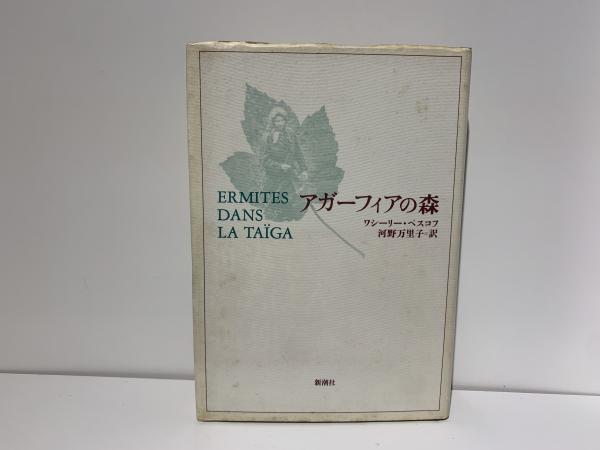 ERMITES
DANS
LA TAÏGA
アガーフィアの森
ワシーリー・ペスコフ
河野万里子=訳
新潮社